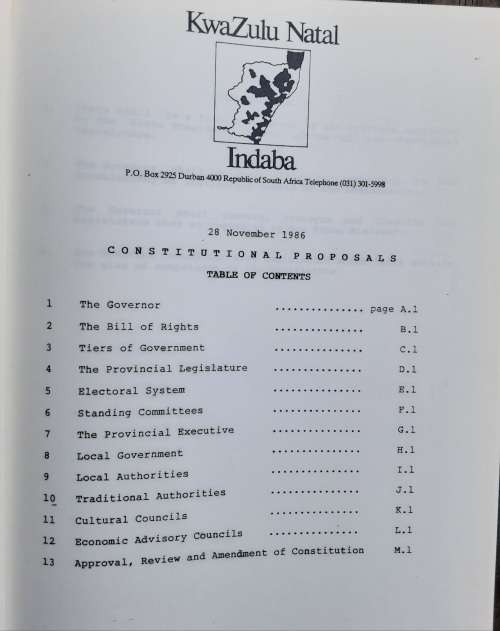 KwaZulu Natal
Indaba
P.O. Box 2925 Durban 4000 Republic of South Africa Telephone (031) 301-5998
28 November 1986
CONSTITUTIONAL PROPOSALS
TABLE OF CONTENTS
1 The Governor ............... page A.1
2 The Bill of Rights ............... B.1
3 Tiers of Government ............... C.1
4 The Provincial Legislature ............... D.1
5 Electoral System ............... E.1
6 Standing Committees ............... F.1
7 The Provincial Executive ............... G.1
8 Local Government ............... H.1
9 Local Authorities ............... I.1
10 Traditional Authorities ............... J.1
11 Cultural Councils ............... K.1
12 Economic Advisory Councils ............... L.1
13 Approval, Review and Amendment of Constitution M.1